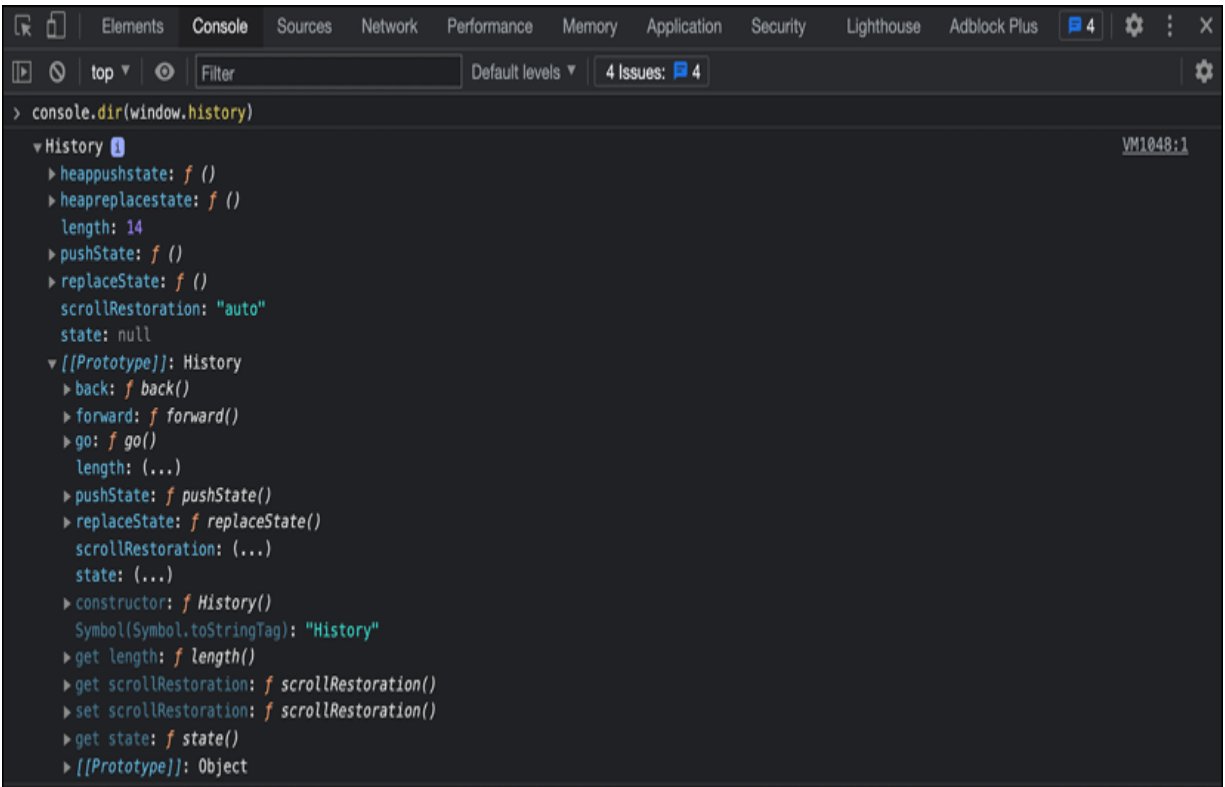 Elements Console Sources Network Performance Memory Application Security Lighthouse Adblock Plus 4
top Filter Default levels 4 Issues: 4
> console.dir(window.history)
▼History i VM1048:1
▶heappushstate: ƒ ()
▶heapreplacestate: ƒ ()
length: 14
▶pushState: ƒ ()
▶replaceState: ƒ ()
scrollRestoration: "auto"
state: null
▼[[Prototype]]: History
▶back: ƒ back()
▶forward: ƒ forward()
▶go: ƒ go()
length: (...)
▶pushState: ƒ pushState()
▶replaceState: ƒ replaceState()
scrollRestoration: (...)
state: (...)
▶constructor: ƒ History()
Symbol(Symbol.toStringTag): "History"
▶get length: ƒ length()
▶get scrollRestoration: ƒ scrollRestoration()
▶set scrollRestoration: ƒ scrollRestoration()
▶get state: ƒ state()
▶[[Prototype]]: Object